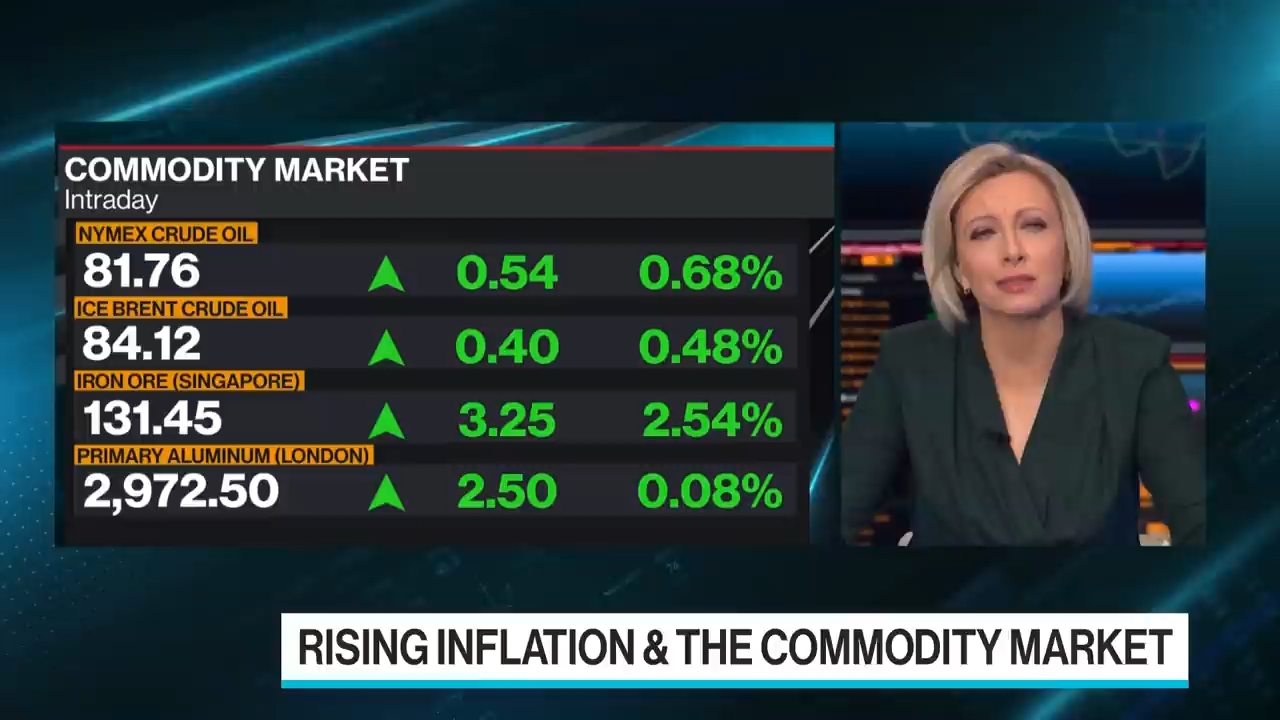 COMMODITY MARKET
Intraday
NYMEX CRUDE OIL
81.76 0.54 0.68%
ICE BRENT CRUDE OIL
84.12 0.40 0.48%
IRON ORE (SINGAPORE)
131.45 3.25 2.54%
PRIMARY ALUMINUM (LONDON)
2,972.50 2.50 0.08%
RISING INFLATION & THE COMMODITY MARKET